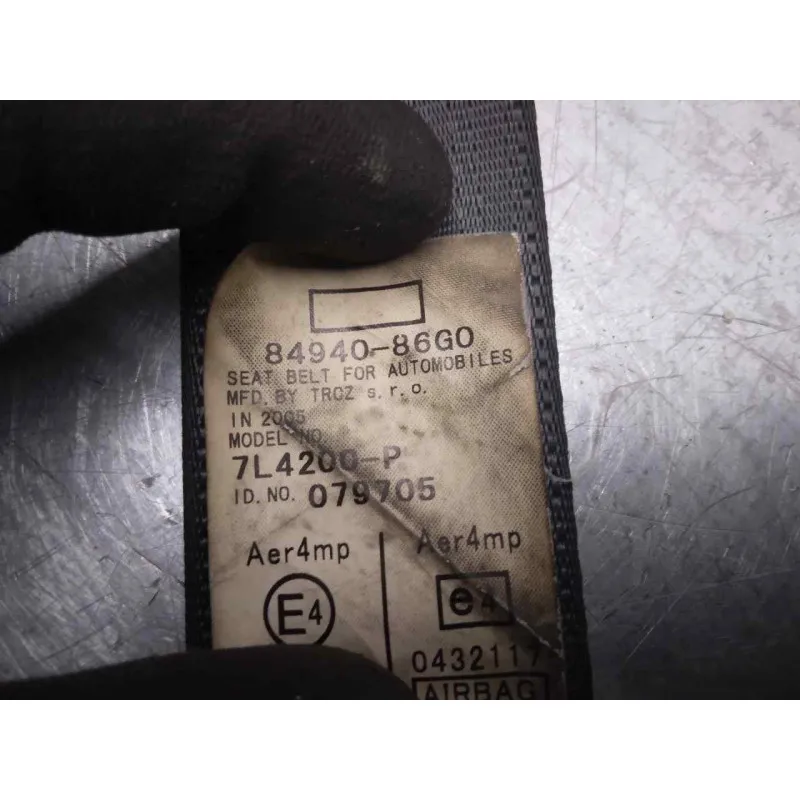 84940-86G0
SEAT BELT FOR AUTOMOBILES
MFD. BY TRCZ s.r.o.
IN 2005
MODEL NO.
7L4200-P
ID. NO. 079705
Aer4mp Aer4mp
E4 e4
0432117
AIRBAG